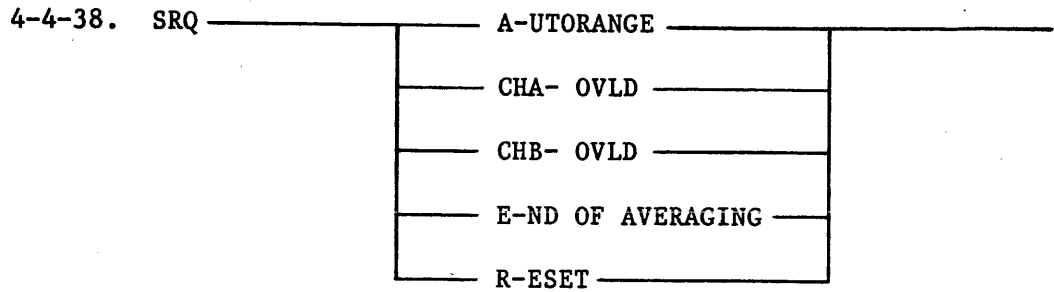 4-4-38. SRQ A-UTORANGE
CHA- OVLD
CHB- OVLD
E-ND OF AVERAGING
R-ESET